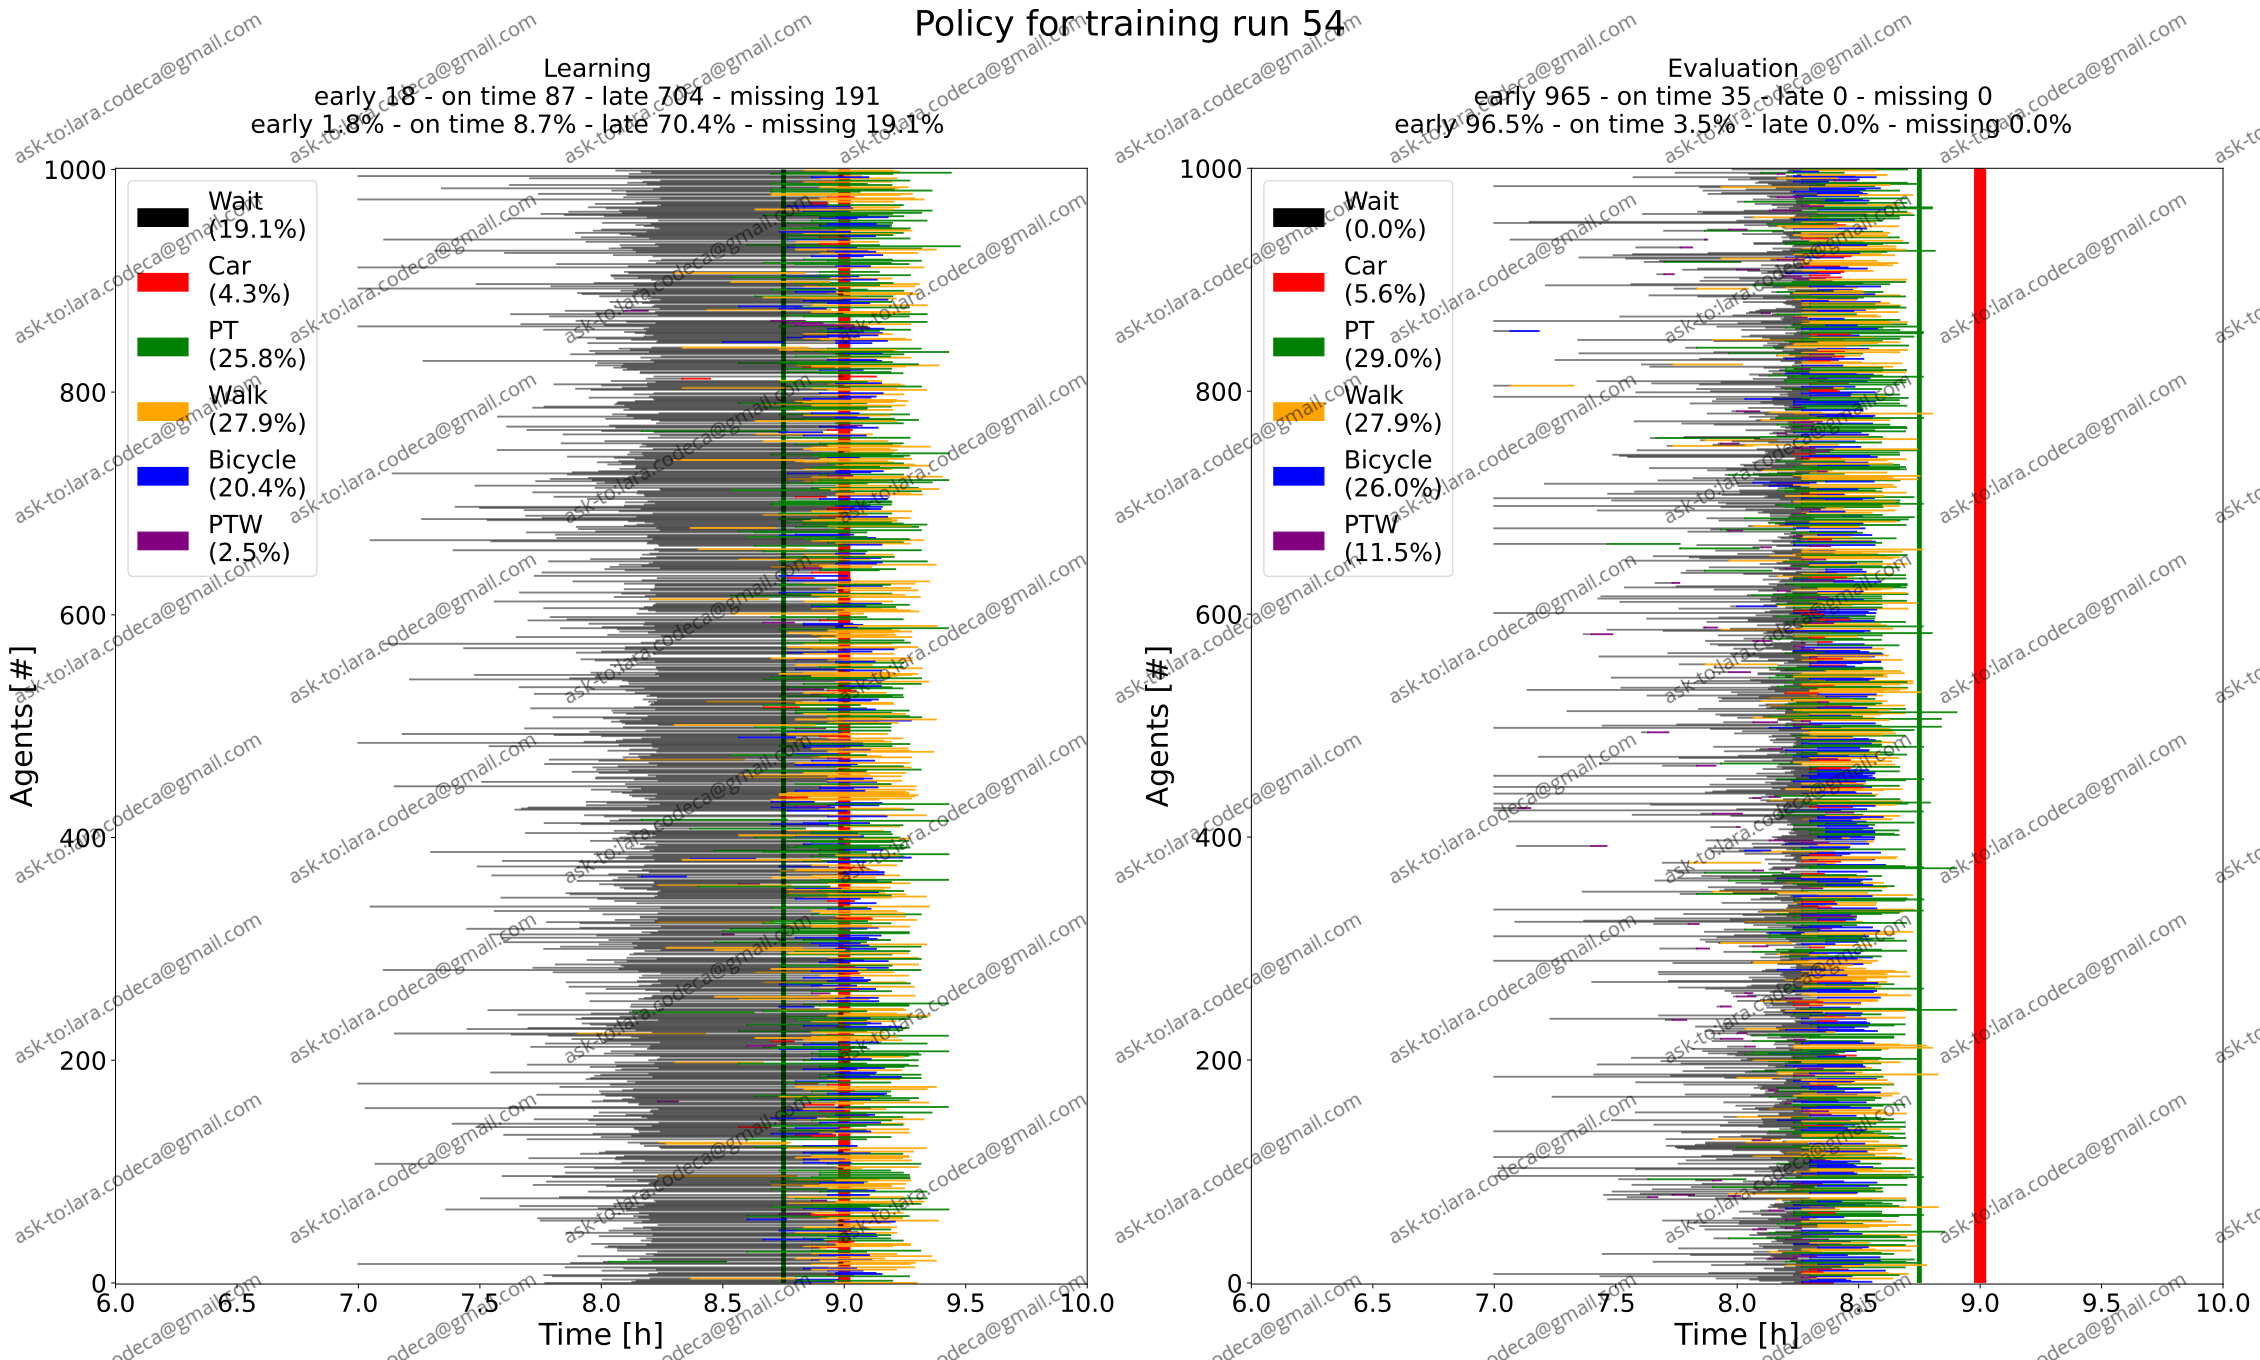 Policy for training run 54
Learning
early 18 - on time 87 - late 704 - missing 191
early 1.8% - on time 8.7% - late 70.4% - missing 19.1%
Wait
(19.1%)
Car
(4.3%)
PT
(25.8%)
Walk
(27.9%)
Bicycle
(20.4%)
PTW
(2.5%)
Agents [#]
1000
800
600
400
200
0
6.0 6.5 7.0 7.5 8.0 8.5 9.0 9.5 10.0
Time [h]
Evaluation
early 965 - on time 35 - late 0 - missing 0
early 96.5% - on time 3.5% - late 0.0% - missing 0.0%
Wait
(0.0%)
Car
(5.6%)
PT
(29.0%)
Walk
(27.9%)
Bicycle
(26.0%)
PTW
(11.5%)
Agents [#]
1000
800
600
400
200
0
6.0 6.5 7.0 7.5 8.0 8.5 9.0 9.5 10.0
Time [h]
ask-to:lara.codeca@gmail.com